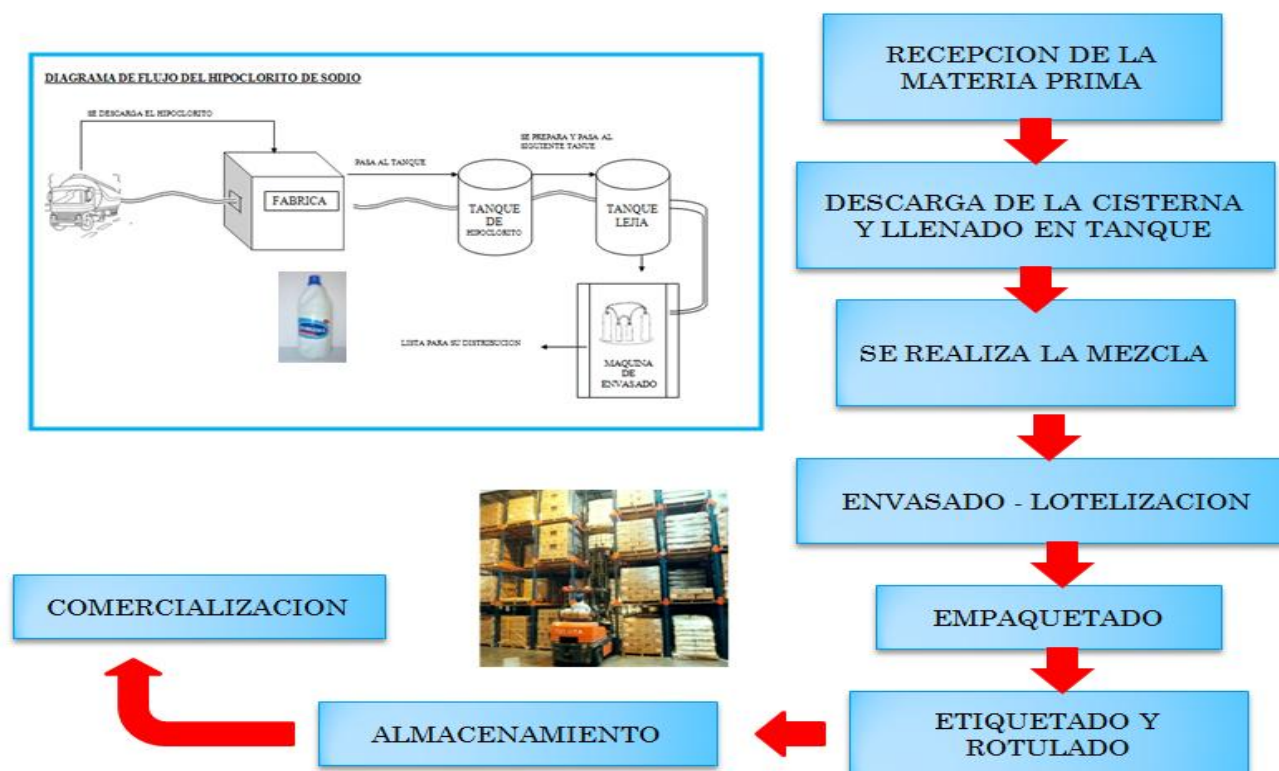 DIAGRAMA DE FLUJO DEL HIPOCLORITO DE SODIO
SE DESCARGA EL HIPOCLORITO
FABRICA
PASA AL TANQUE
TANQUE
DE
HIPOCLORITO
SE PREPARA Y PASA AL
SIGUIENTE TANUE
TANQUE
LEJIA
MAQUINA
DE
ENVASADO
LISTA PARA SU DISTRIBUCION
RECEPCION DE LA
MATERIA PRIMA
DESCARGA DE LA CISTERNA
Y LLENADO EN TANQUE
SE REALIZA LA MEZCLA
ENVASADO - LOTELIZACION
EMPAQUETADO
ETIQUETADO Y
ROTULADO
ALMACENAMIENTO
COMERCIALIZACION